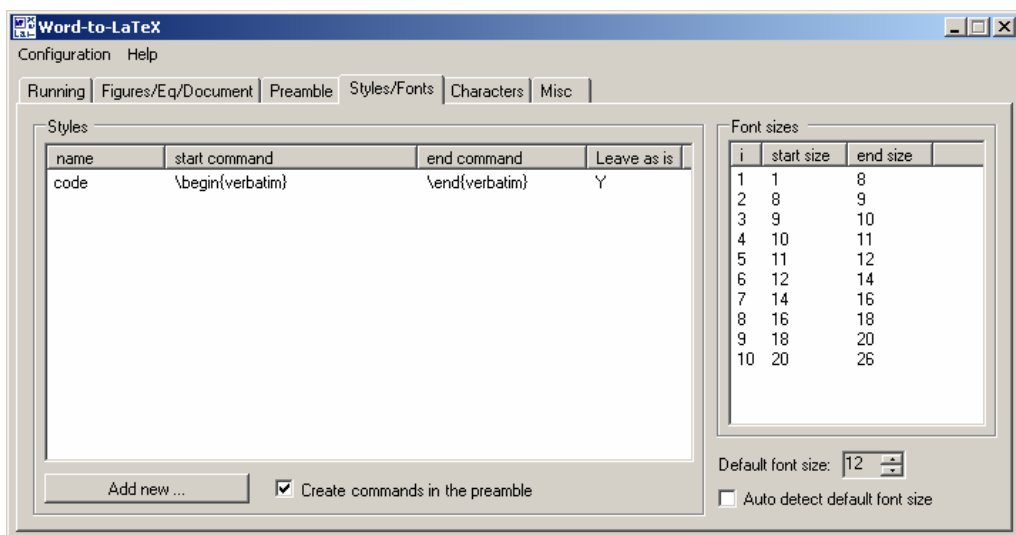 Word-to-LaTeX
Configuration Help
Running Figures/Eq/Document Preamble Styles/Fonts Characters Misc
Styles
name start command end command Leave as is
code \begin{verbatim} \end{verbatim} Y
Add new ... Create commands in the preamble
Font sizes
i start size end size
1 1 8
2 8 9
3 9 10
4 10 11
5 11 12
6 12 14
7 14 16
8 16 18
9 18 20
10 20 26
Default font size: 12
Auto detect default font size